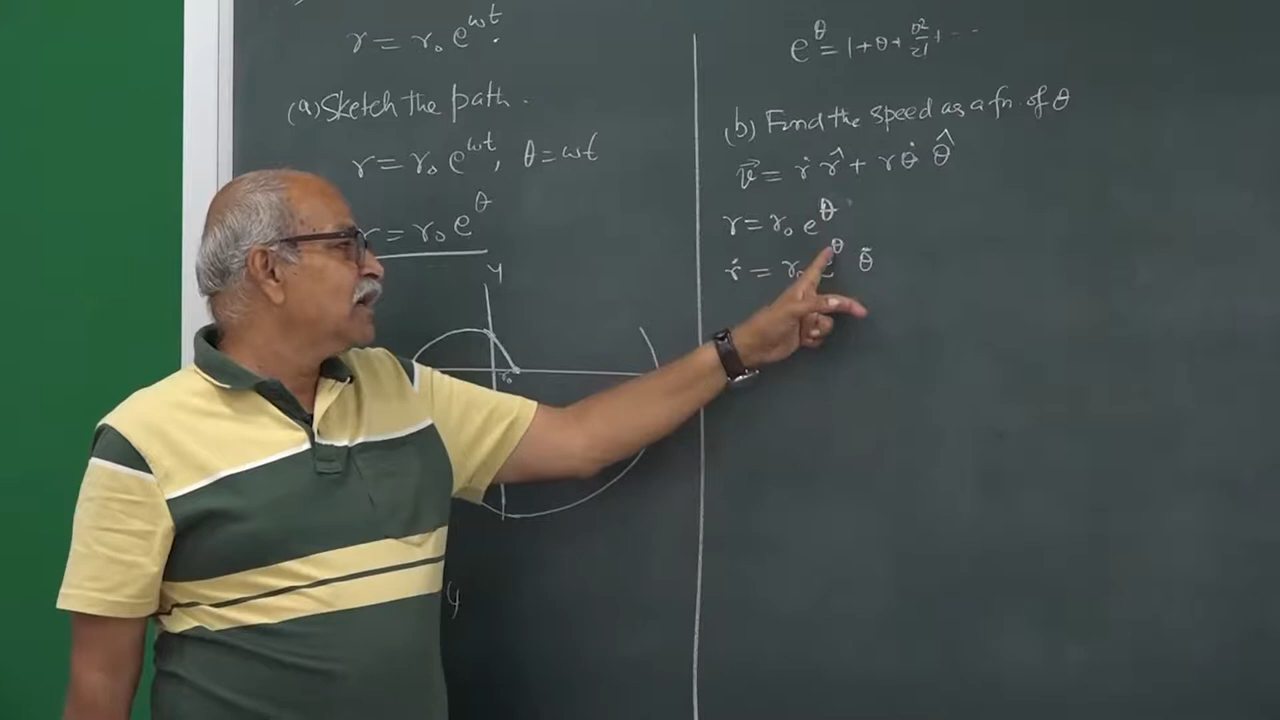 r = r₀ e^ωt.
(a) Sketch the path.
r = r₀ e^ωt, θ = ωt
r = r₀ e^θ
y
r₀
y
e^θ = 1 + θ + θ²/2! + ...
(b) Find the speed as a fn. of θ
v⃗ = ṙ r̂ + r θ̇ θ̂
r = r₀ e^θ
ṙ = r₀ e^θ θ̇